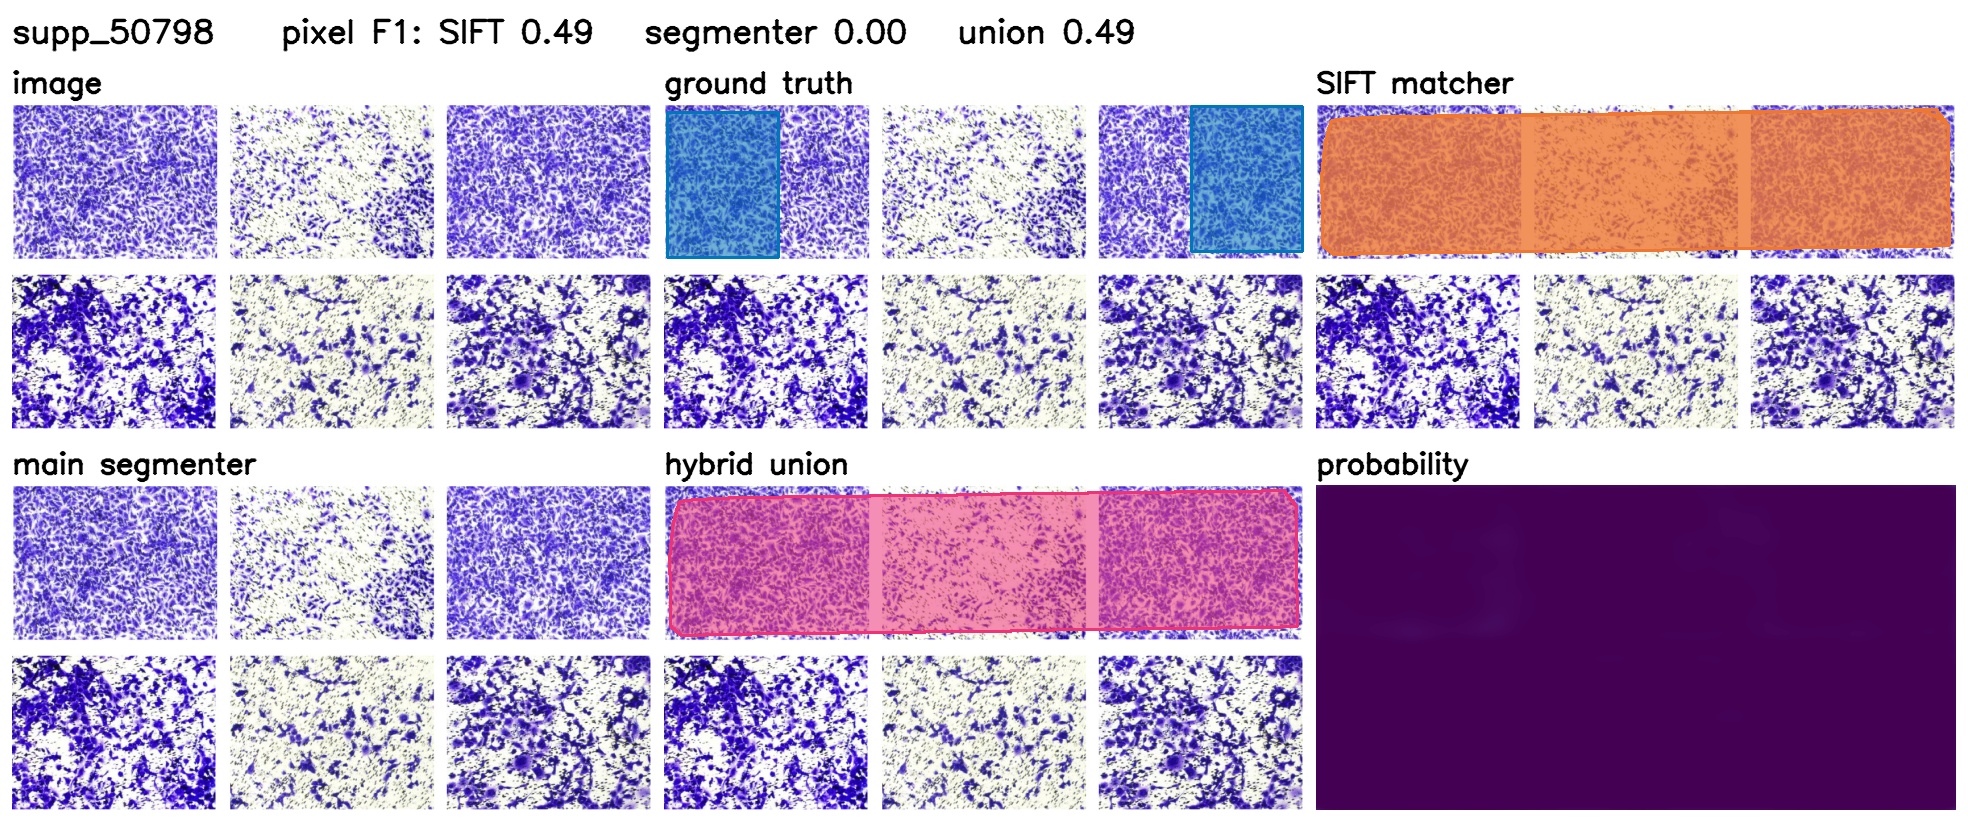 supp_50798 pixel F1: SIFT 0.49 segmenter 0.00 union 0.49
image ground truth SIFT matcher
main segmenter hybrid union probability